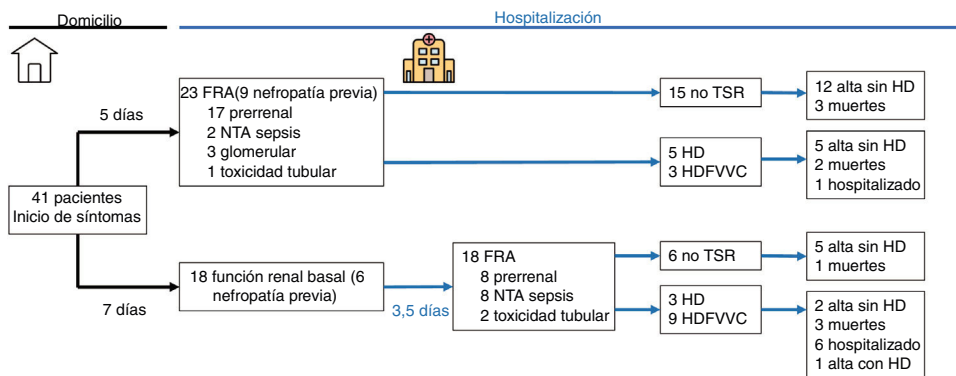 Domicilio
Hospitalización
5 días
23 FRA(9 nefropatía previa)
17 prerrenal
2 NTA sepsis
3 glomerular
1 toxicidad tubular
15 no TSR
12 alta sin HD
3 muertes
5 HD
3 HDFVVC
5 alta sin HD
2 muertes
1 hospitalizado
41 pacientes
Inicio de síntomas
7 días
18 función renal basal (6
nefropatía previa)
3,5 días
18 FRA
8 prerrenal
8 NTA sepsis
2 toxicidad tubular
6 no TSR
5 alta sin HD
1 muertes
3 HD
9 HDFVVC
2 alta sin HD
3 muertes
6 hospitalizado
1 alta con HD